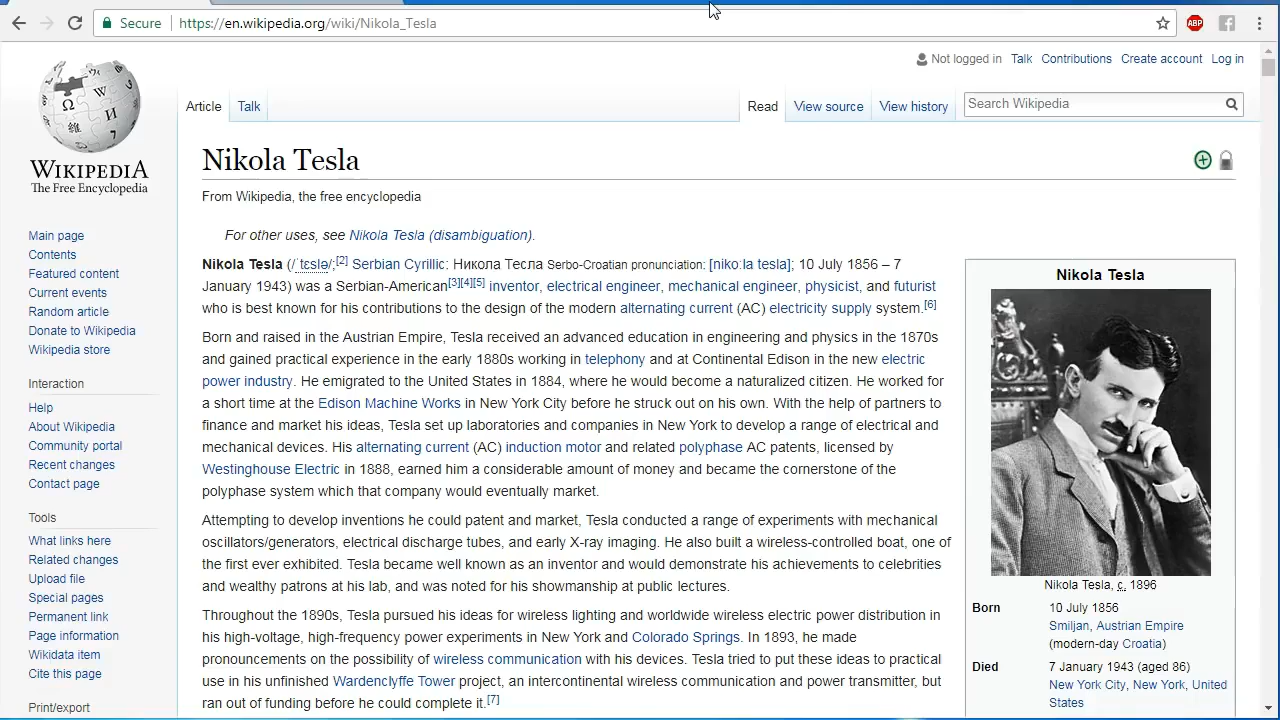 Secure https://en.wikipedia.org/wiki/Nikola_Tesla
ABP
Not logged in Talk Contributions Create account Log in
Article Talk Read View source View history Search Wikipedia
WIKIPEDIA
The Free Encyclopedia
Main page
Contents
Featured content
Current events
Random article
Donate to Wikipedia
Wikipedia store
Interaction
Help
About Wikipedia
Community portal
Recent changes
Contact page
Tools
What links here
Related changes
Upload file
Special pages
Permanent link
Page information
Wikidata item
Cite this page
Print/export
Nikola Tesla
From Wikipedia, the free encyclopedia
For other uses, see Nikola Tesla (disambiguation).
Nikola Tesla (/ˈtɛslə/;[2] Serbian Cyrillic: Никола Тесла Serbo-Croatian pronunciation: [nikoːla tesla]; 10 July 1856 – 7
January 1943) was a Serbian-American[3][4][5] inventor, electrical engineer, mechanical engineer, physicist, and futurist
who is best known for his contributions to the design of the modern alternating current (AC) electricity supply system.[6]
Born and raised in the Austrian Empire, Tesla received an advanced education in engineering and physics in the 1870s
and gained practical experience in the early 1880s working in telephony and at Continental Edison in the new electric
power industry. He emigrated to the United States in 1884, where he would become a naturalized citizen. He worked for
a short time at the Edison Machine Works in New York City before he struck out on his own. With the help of partners to
finance and market his ideas, Tesla set up laboratories and companies in New York to develop a range of electrical and
mechanical devices. His alternating current (AC) induction motor and related polyphase AC patents, licensed by
Westinghouse Electric in 1888, earned him a considerable amount of money and became the cornerstone of the
polyphase system which that company would eventually market.
Attempting to develop inventions he could patent and market, Tesla conducted a range of experiments with mechanical
oscillators/generators, electrical discharge tubes, and early X-ray imaging. He also built a wireless-controlled boat, one of
the first ever exhibited. Tesla became well known as an inventor and would demonstrate his achievements to celebrities
and wealthy patrons at his lab, and was noted for his showmanship at public lectures.
Throughout the 1890s, Tesla pursued his ideas for wireless lighting and worldwide wireless electric power distribution in
his high-voltage, high-frequency power experiments in New York and Colorado Springs. In 1893, he made
pronouncements on the possibility of wireless communication with his devices. Tesla tried to put these ideas to practical
use in his unfinished Wardenclyffe Tower project, an intercontinental wireless communication and power transmitter, but
ran out of funding before he could complete it.[7]
Nikola Tesla
Nikola Tesla, c. 1896
Born 10 July 1856
Smiljan, Austrian Empire
(modern-day Croatia)
Died 7 January 1943 (aged 86)
New York City, New York, United
States